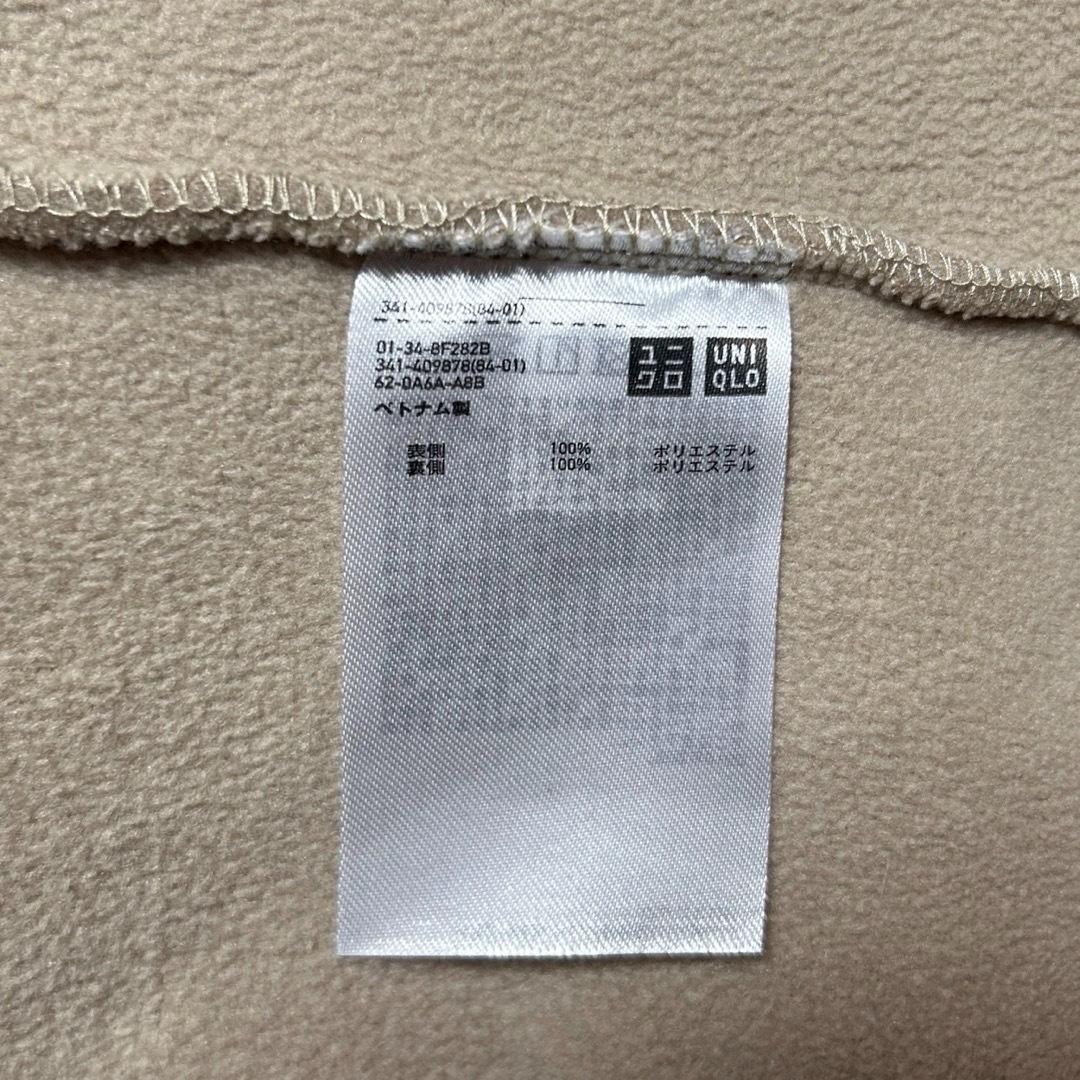 341-409878(84-01)
01-34-8F282B
341-409878(84-01)
62-0A6A-A8B
ベトナム製
ユニクロ
UNIQLO
表側 100% ポリエステル
裏側 100% ポリエステル